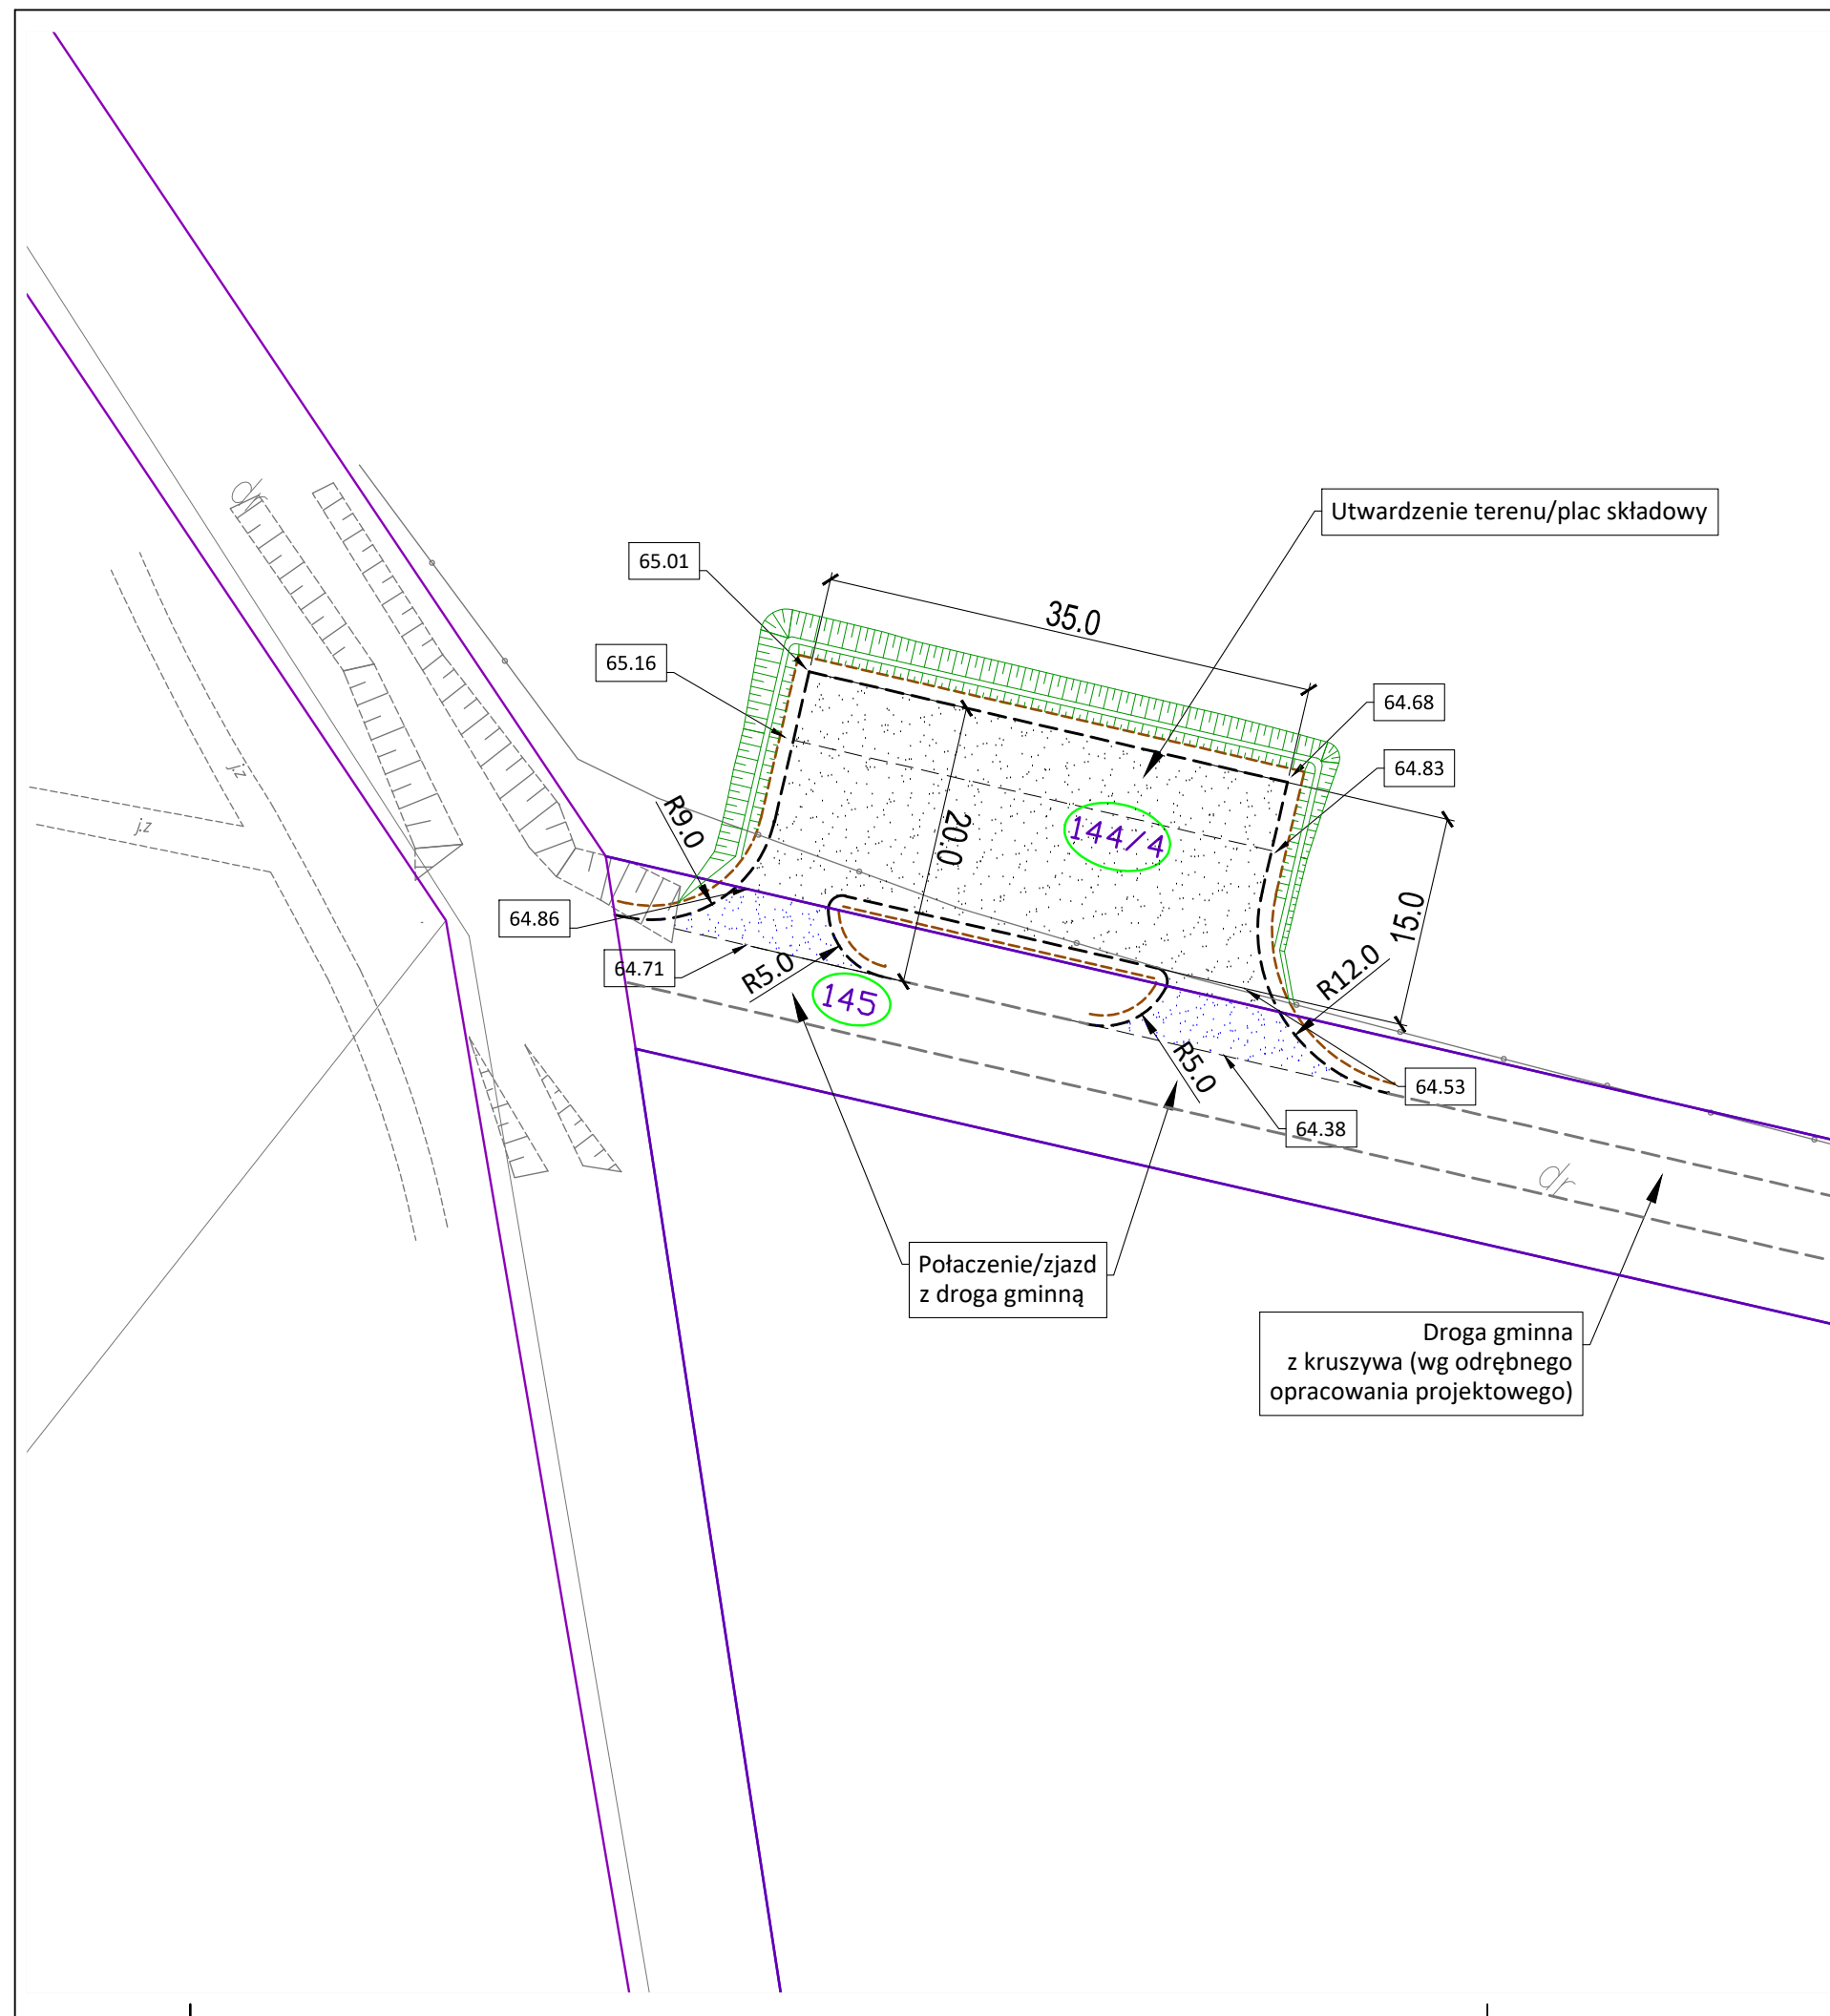 dr
Utwardzenie terenu/plac składowy
65.01
35.0
65.16
64.68
64.83
jz
jz
R9.0
20.0
144/4
64.86
15.0
64.71
R5.0
145
R12.0
R5.0
64.53
64.38
dr
Połaczenie/zjazd
z droga gminną
Droga gminna
z kruszywa (wg odrębnego
opracowania projektowego)